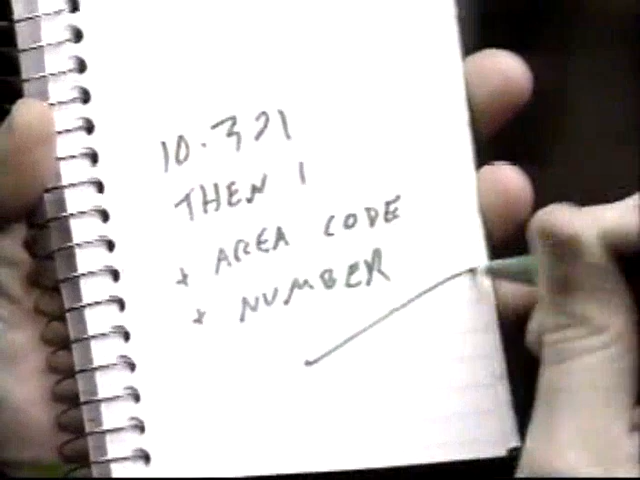 10.321
THEN 1
+ AREA CODE
+ NUMBER